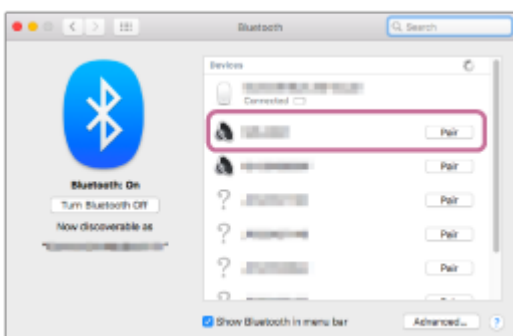 Bluetooth
Search
Devices
Connected
Pair
Pair
Pair
Pair
Pair
Bluetooth: On
Turn Bluetooth Off
Now discoverable as
Show Bluetooth in menu bar
Advanced...
?